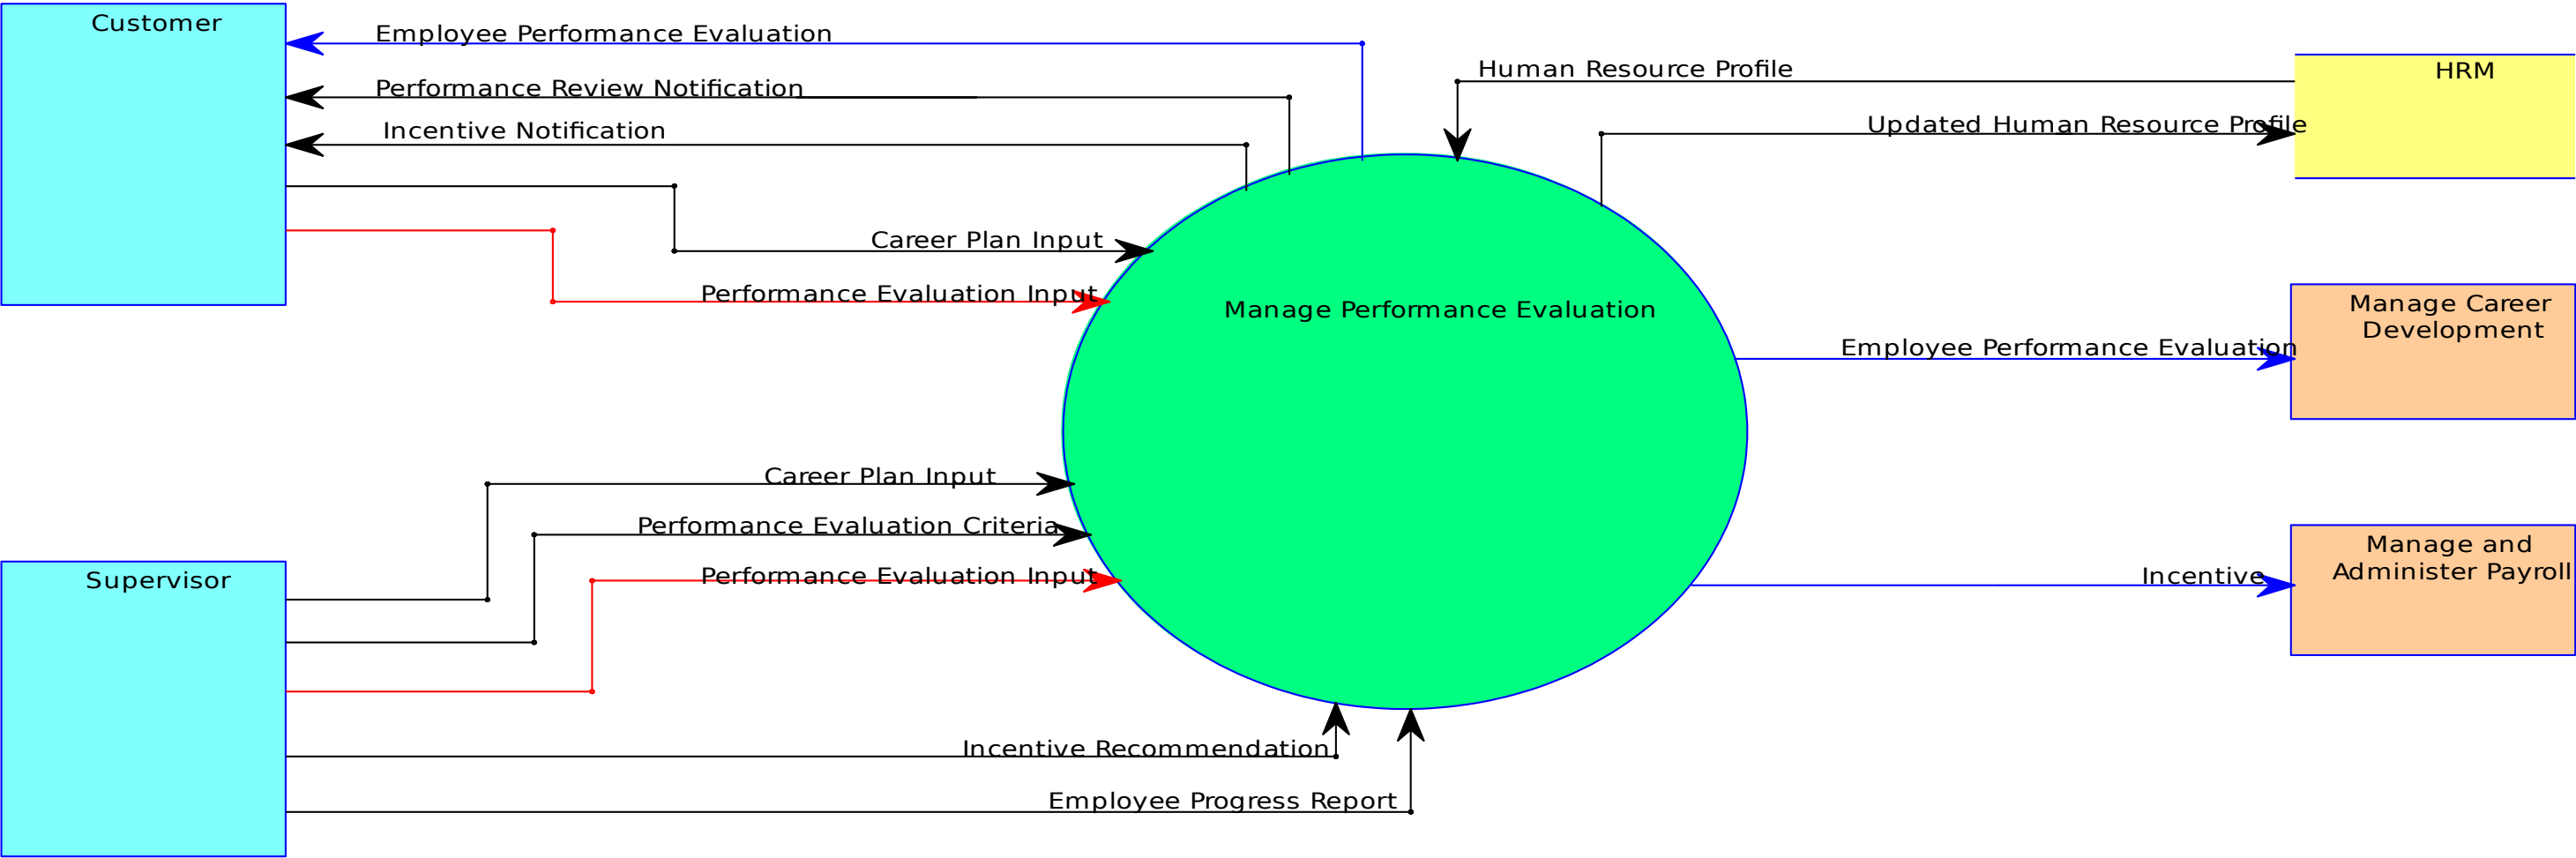 Customer
Employee Performance Evaluation
Performance Review Notification
Incentive Notification
Human Resource Profile
HRM
Updated Human Resource Profile
Career Plan Input
Performance Evaluation Input
Manage Performance Evaluation
Manage Career
Development
Employee Performance Evaluation
Career Plan Input
Performance Evaluation Criteria
Performance Evaluation Input
Supervisor
Manage and
Administer Payroll
Incentive
Incentive Recommendation
Employee Progress Report